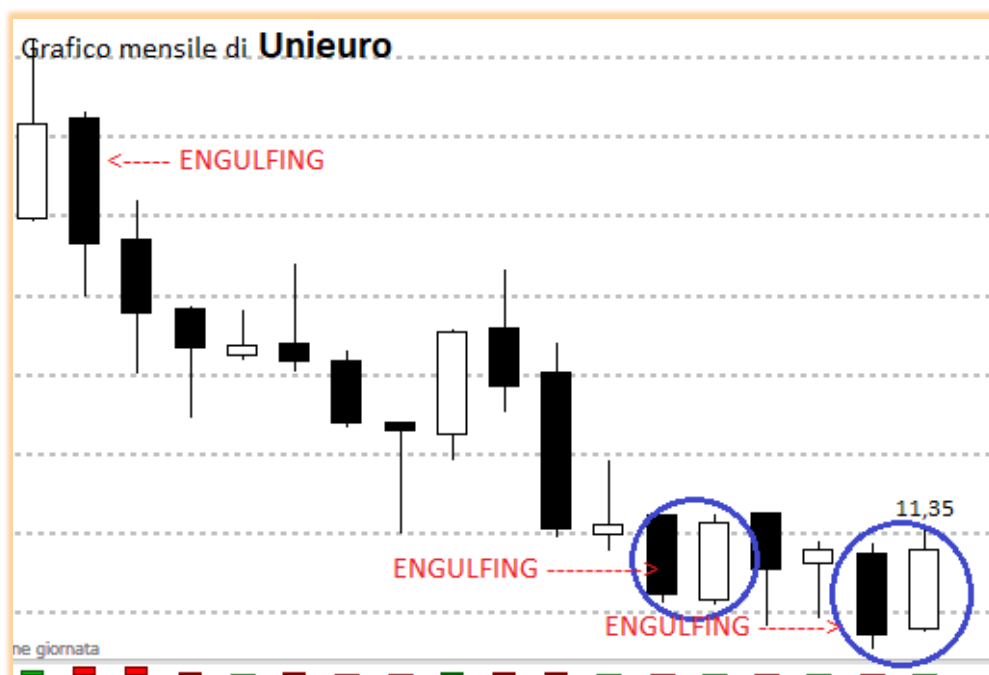 Grafico mensile di Unieuro
<----- ENGULFING
11,35
ENGULFING ---------->
ENGULFING ------->
ne giornata